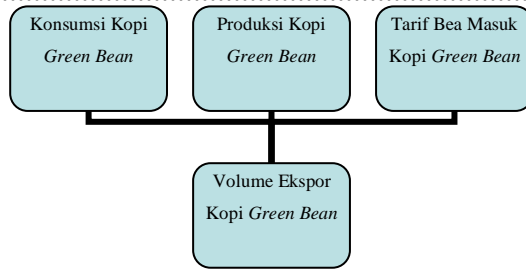 Konsumsi Kopi
Green Bean
Produksi Kopi
Green Bean
Tarif Bea Masuk
Kopi Green Bean
Volume Ekspor
Kopi Green Bean